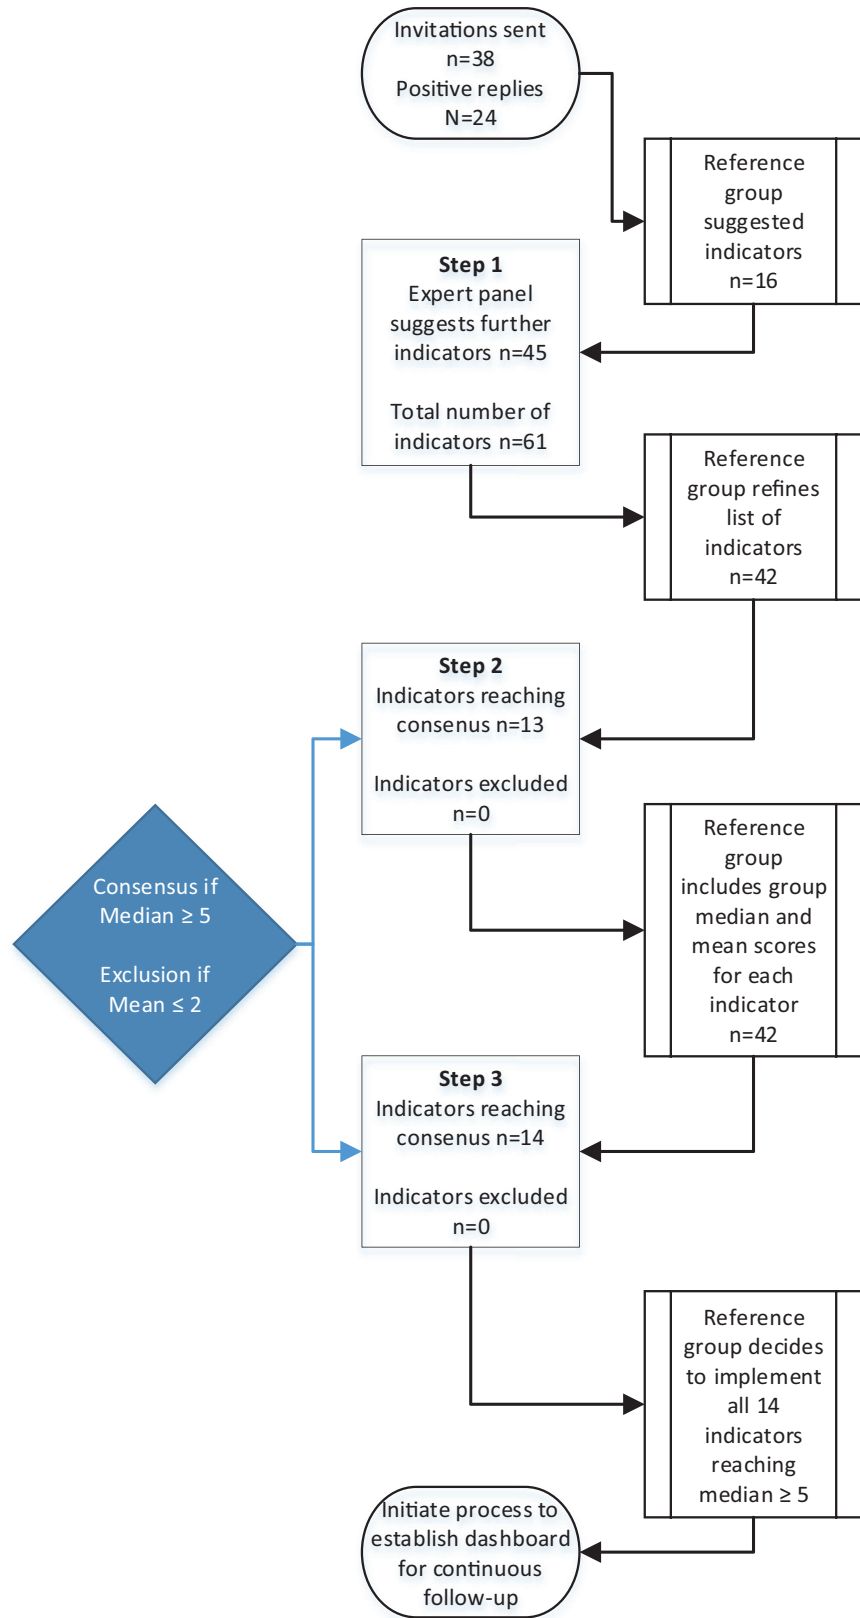 Invitations sent
n=38
Positive replies
N=24
Reference
group
suggested
indicators
n=16
Step 1
Expert panel
suggests further
indicators n=45
Total number of
indicators n=61
Reference
group refines
list of
indicators
n=42
Step 2
Indicators reaching
consenus n=13
Indicators excluded
n=0
Consensus if
Median ≥ 5
Exclusion if
Mean ≤ 2
Reference
group
includes group
median and
mean scores
for each
indicator
n=42
Step 3
Indicators reaching
consenus n=14
Indicators excluded
n=0
Reference
group decides
to implement
all 14
indicators
reaching
median ≥ 5
Initiate process to
establish dashboard
for continuous
follow-up